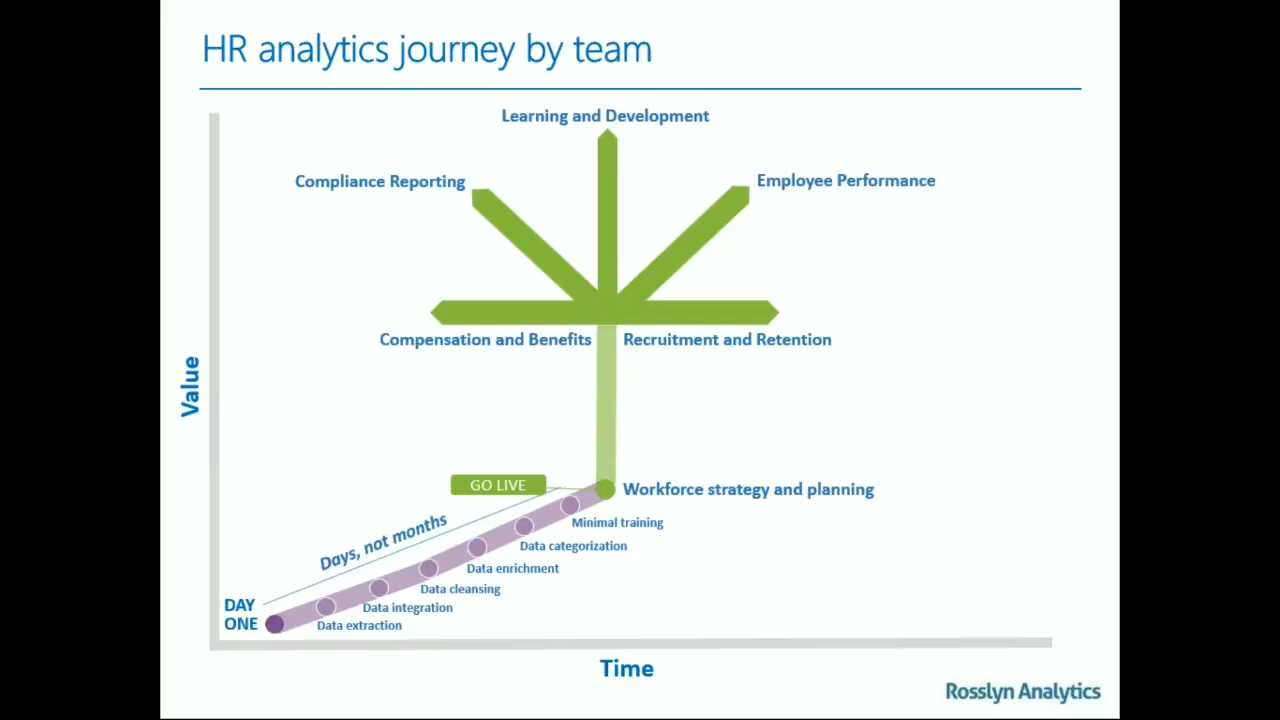 HR analytics journey by team
Learning and Development
Compliance Reporting
Employee Performance
Compensation and Benefits
Recruitment and Retention
Value
GO LIVE
Workforce strategy and planning
Days, not months
Minimal training
Data categorization
Data enrichment
Data cleansing
Data integration
Data extraction
DAY
ONE
Time
Rosslyn Analytics